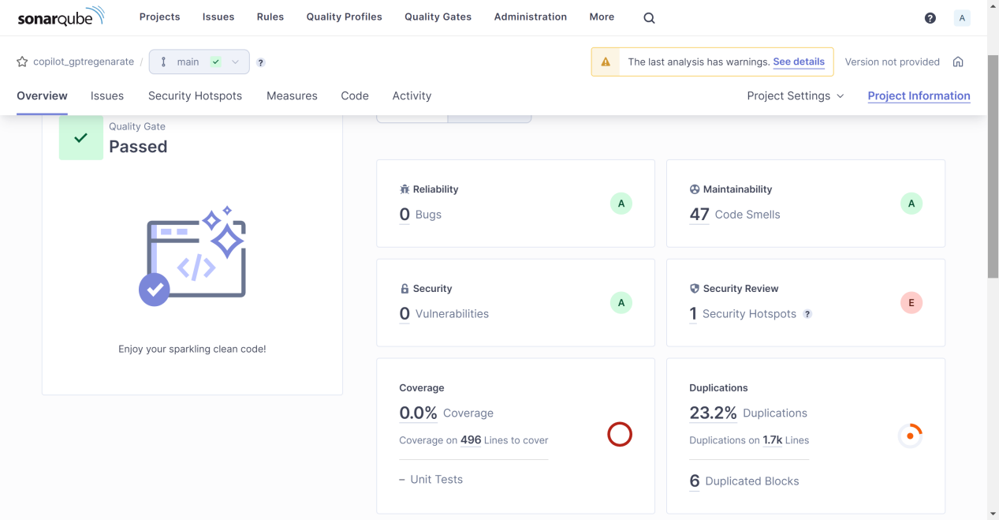 sonarqube
Projects
Issues
Rules
Quality Profiles
Quality Gates
Administration
More
?
A
copilot_gptregenarate / main
?
The last analysis has warnings. See details
Version not provided
Overview
Issues
Security Hotspots
Measures
Code
Activity
Project Settings
Project Information
Quality Gate
Passed
</>
Enjoy your sparkling clean code!
Reliability
0 Bugs
A
Maintainability
47 Code Smells
A
Security
0 Vulnerabilities
A
Security Review
1 Security Hotspots ?
E
Coverage
0.0% Coverage
Coverage on 496 Lines to cover
– Unit Tests
Duplications
23.2% Duplications
Duplications on 1.7k Lines
6 Duplicated Blocks